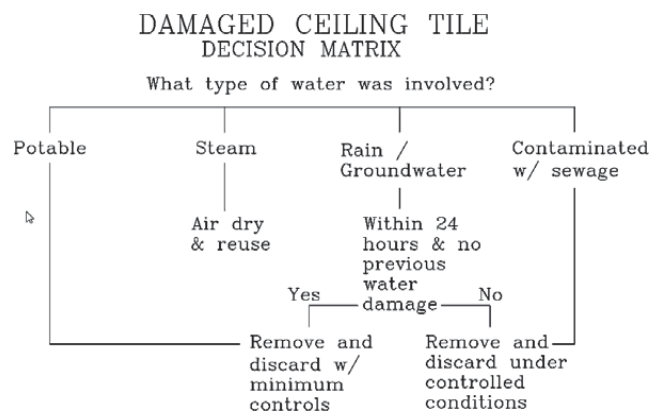 DAMAGED CEILING TILE
DECISION MATRIX
What type of water was involved?
Potable
Steam
Rain /
Groundwater
Contaminated
w/ sewage
Air dry
& reuse
Within 24
hours & no
previous
water
damage
Yes
No
Remove and
discard w/
minimum
controls
Remove and
discard under
controlled
conditions